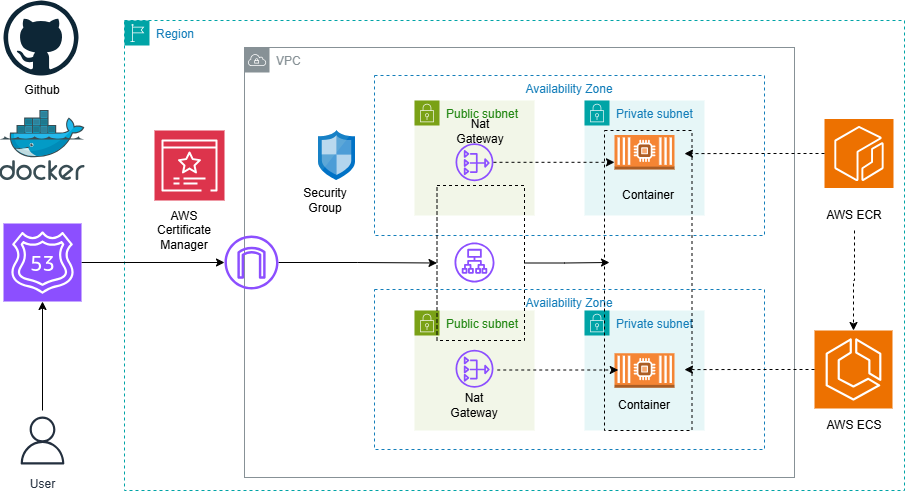 Github
docker
53
User
Region
AWS
Certificate
Manager
VPC
Security
Group
Availability Zone
Public subnet
Nat
Gateway
Private subnet
Container
Availability Zone
Public subnet
Nat
Gateway
Private subnet
Container
AWS ECR
AWS ECS